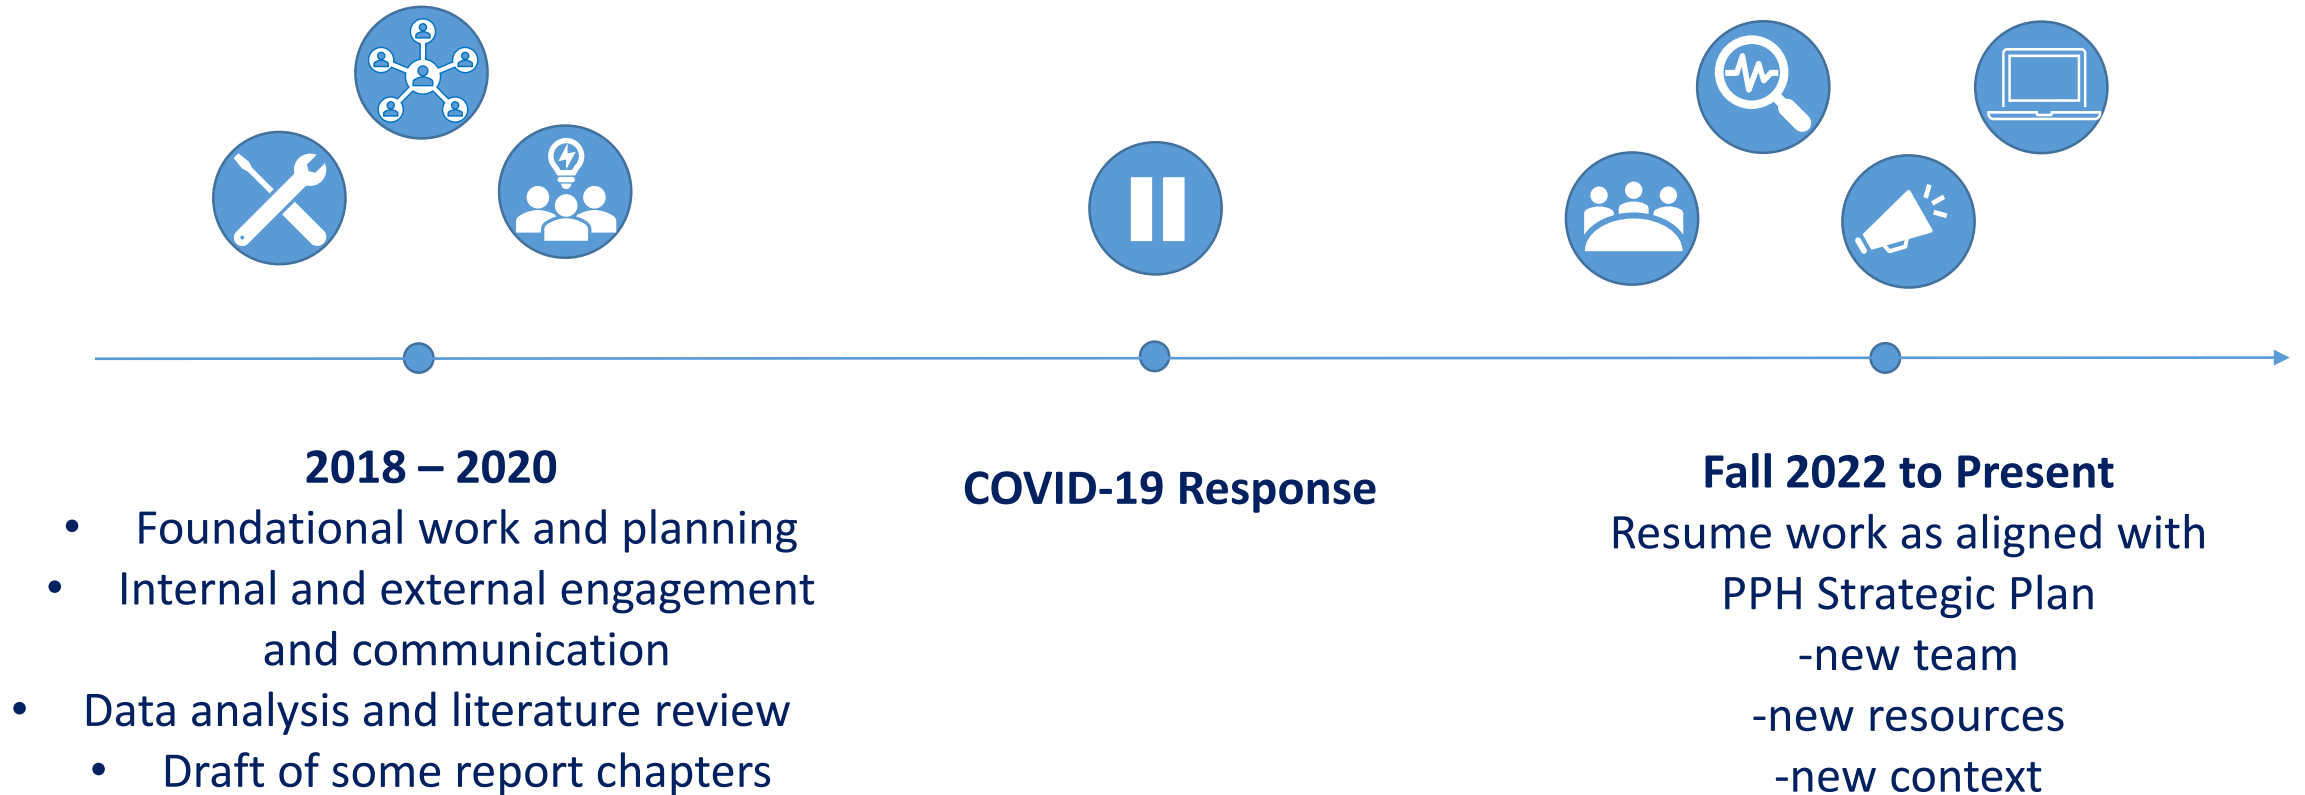 2018 – 2020
• Foundational work and planning
• Internal and external engagement
and communication
• Data analysis and literature review
• Draft of some report chapters
COVID-19 Response
Fall 2022 to Present
Resume work as aligned with
PPH Strategic Plan
-new team
-new resources
-new context